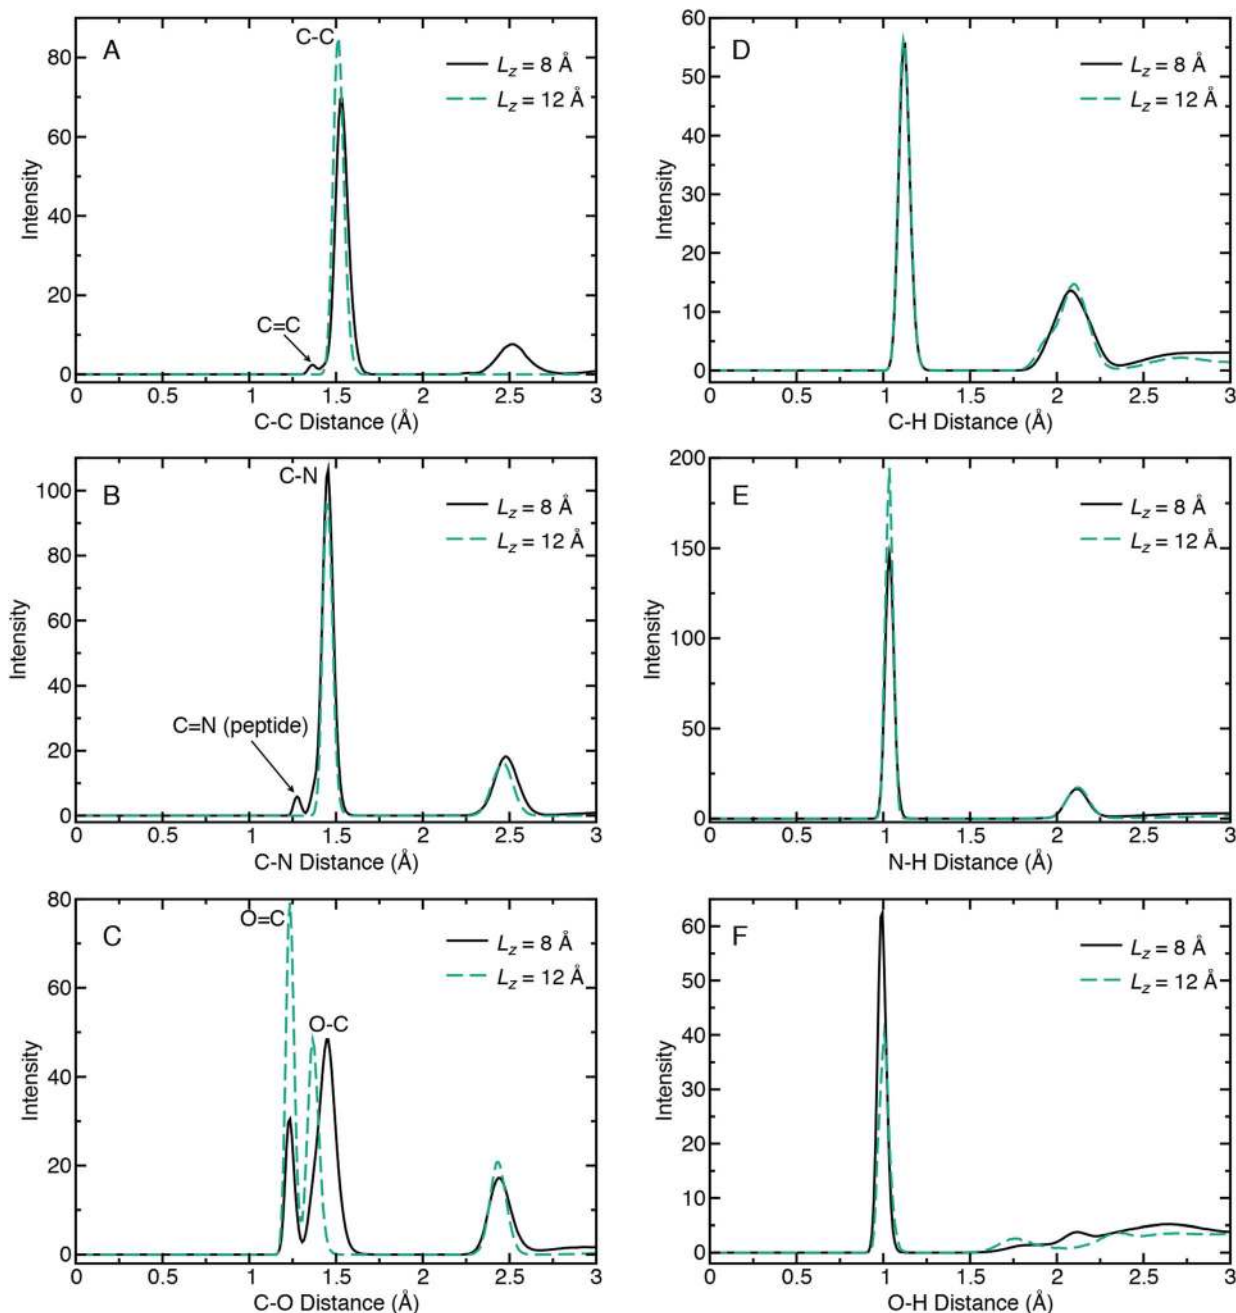 A
C-C
L_z = 8 Å
L_z = 12 Å
C=C
80
60
40
20
0
Intensity
0 0.5 1 1.5 2 2.5 3
C-C Distance (Å)
D
L_z = 8 Å
L_z = 12 Å
60
50
40
30
20
10
0
Intensity
0 0.5 1 1.5 2 2.5 3
C-H Distance (Å)
B
C-N
L_z = 8 Å
L_z = 12 Å
C=N (peptide)
100
80
60
40
20
0
Intensity
0 0.5 1 1.5 2 2.5 3
C-N Distance (Å)
E
L_z = 8 Å
L_z = 12 Å
200
150
100
50
0
Intensity
0 0.5 1 1.5 2 2.5 3
N-H Distance (Å)
C
O=C
L_z = 8 Å
L_z = 12 Å
O-C
80
60
40
20
0
Intensity
0 0.5 1 1.5 2 2.5 3
C-O Distance (Å)
F
L_z = 8 Å
L_z = 12 Å
60
50
40
30
20
10
0
Intensity
0 0.5 1 1.5 2 2.5 3
O-H Distance (Å)